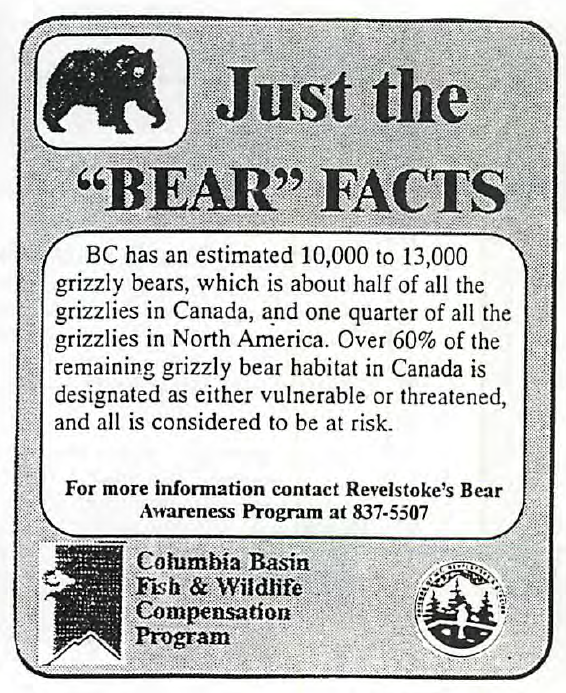 Just the
“BEAR” FACTS
BC has an estimated 10,000 to 13,000
grizzly bears, which is about half of all the
grizzlies in Canada, and one quarter of all the
grizzlies in North America. Over 60% of the
remaining grizzly bear habitat in Canada is
designated as either vulnerable or threatened,
and all is considered to be at risk.
For more information contact Revelstoke's Bear
Awareness Program at 837-5507
Columbia Basin
Fish & Wildlife
Compensation
Program